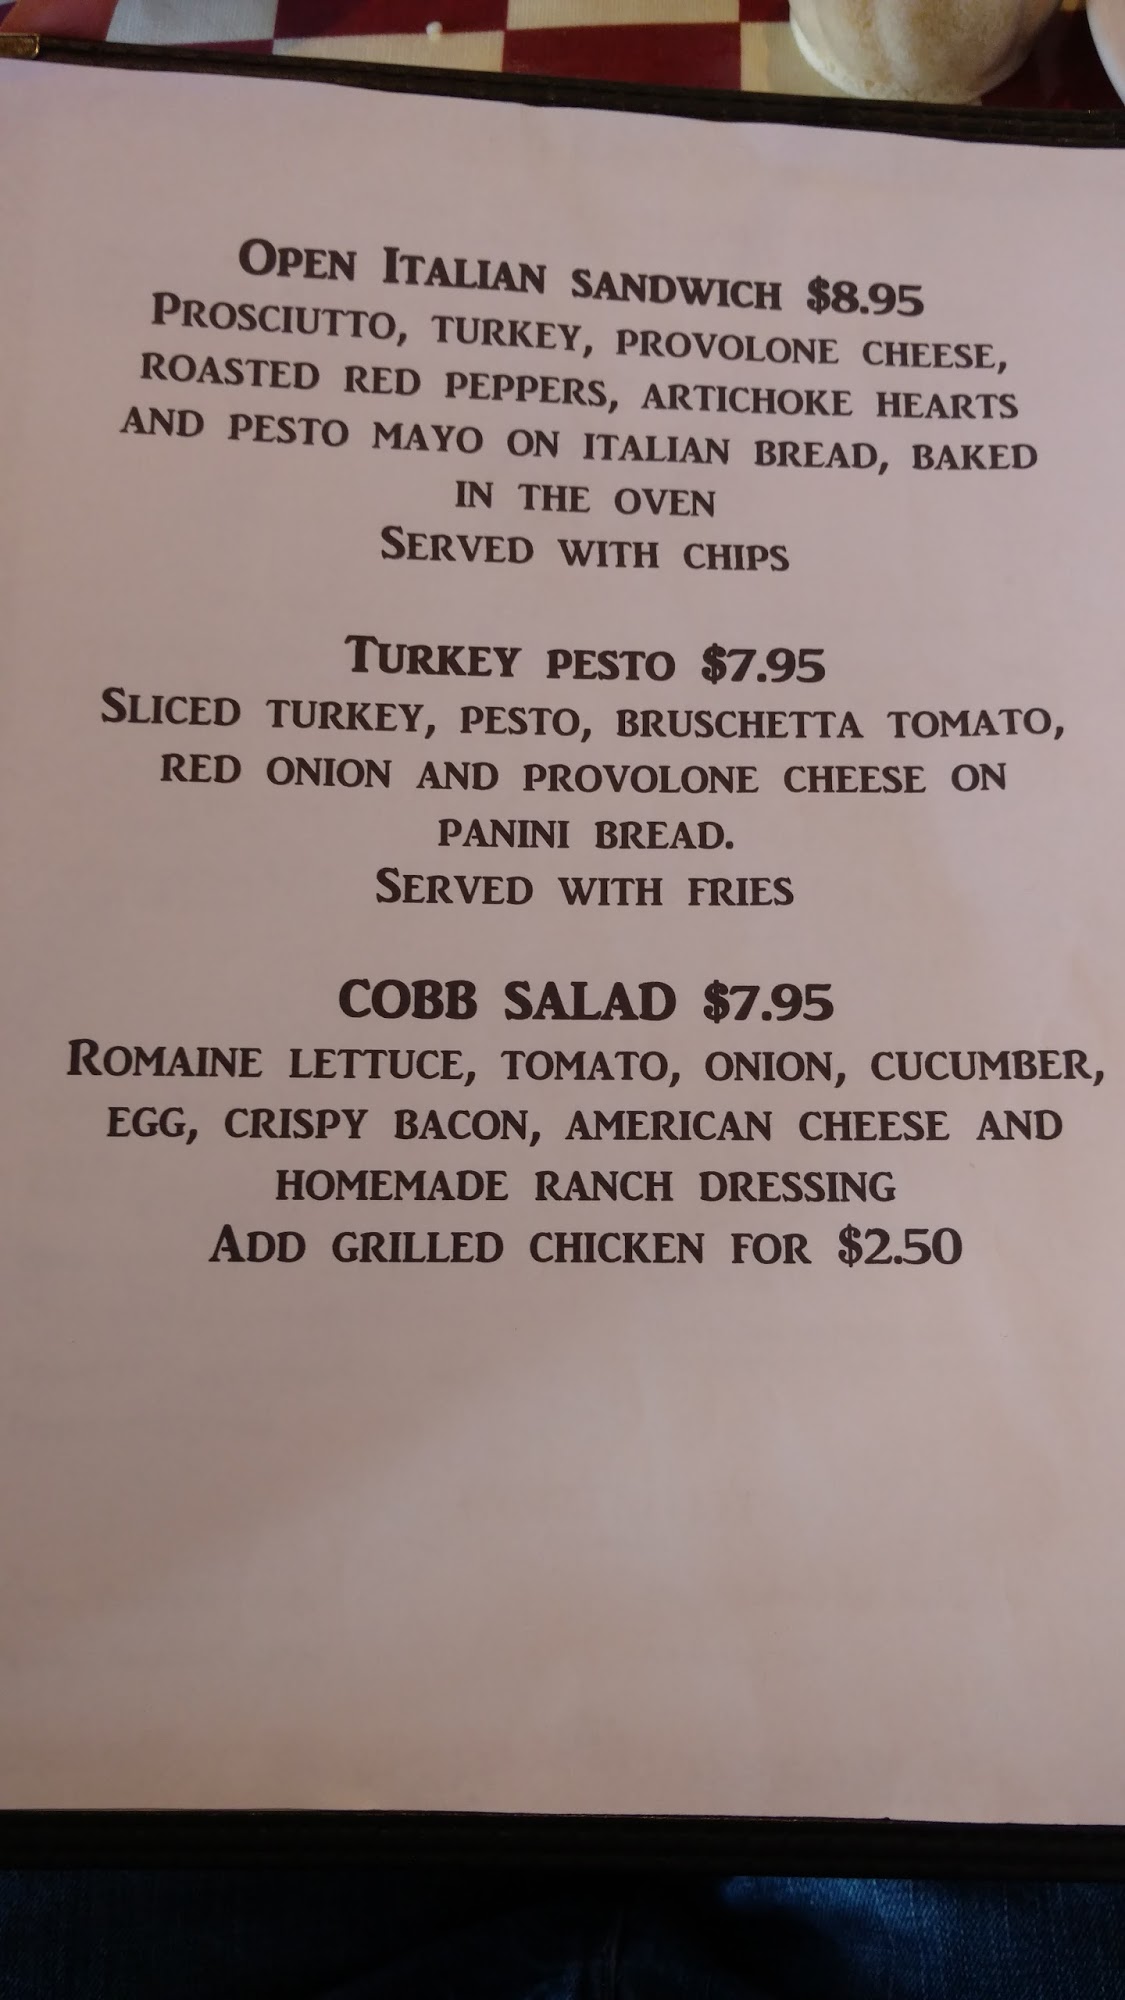 Open Italian sandwich $8.95
Prosciutto, turkey, provolone cheese,
roasted red peppers, artichoke hearts
and pesto mayo on italian bread, baked
in the oven
Served with chips
Turkey pesto $7.95
Sliced turkey, pesto, bruschetta tomato,
red onion and provolone cheese on
panini bread.
Served with fries
COBB SALAD $7.95
Romaine lettuce, tomato, onion, cucumber,
egg, crispy bacon, american cheese and
homemade ranch dressing
Add grilled chicken for $2.50